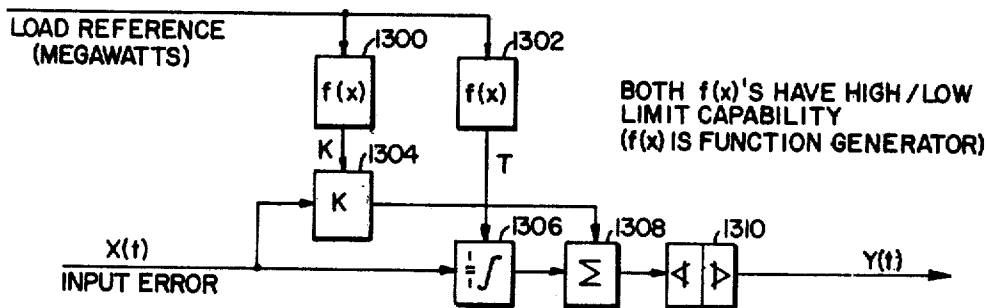 LOAD REFERENCE
(MEGAWATTS)
1300
1302
f(x)
f(x)
BOTH f(x)'S HAVE HIGH/LOW
LIMIT CAPABILITY
(f(x) IS FUNCTION GENERATOR)
K
1304
T
K
1306
1308
1310
X(t)
INPUT ERROR
1/T ∫
Σ
Y(t)